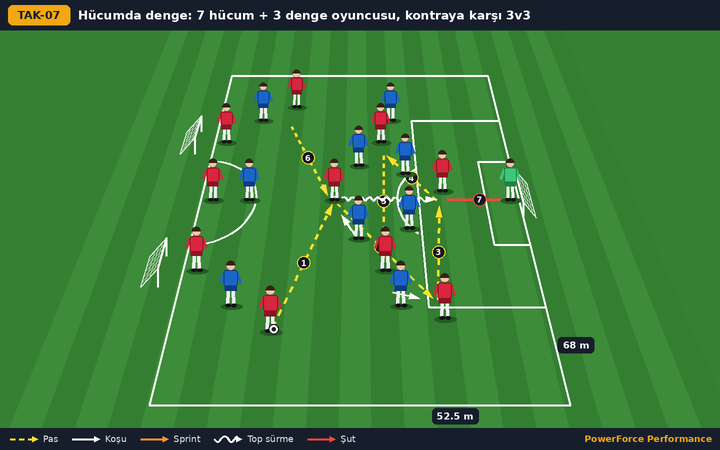 TAK-07 Hücumda denge: 7 hücum + 3 denge oyuncusu, kontraya karşı 3v3
6
4
5
7
1
3
68 m
52.5 m
Pas Koşu Sprint Top sürme Şut PowerForce Performance